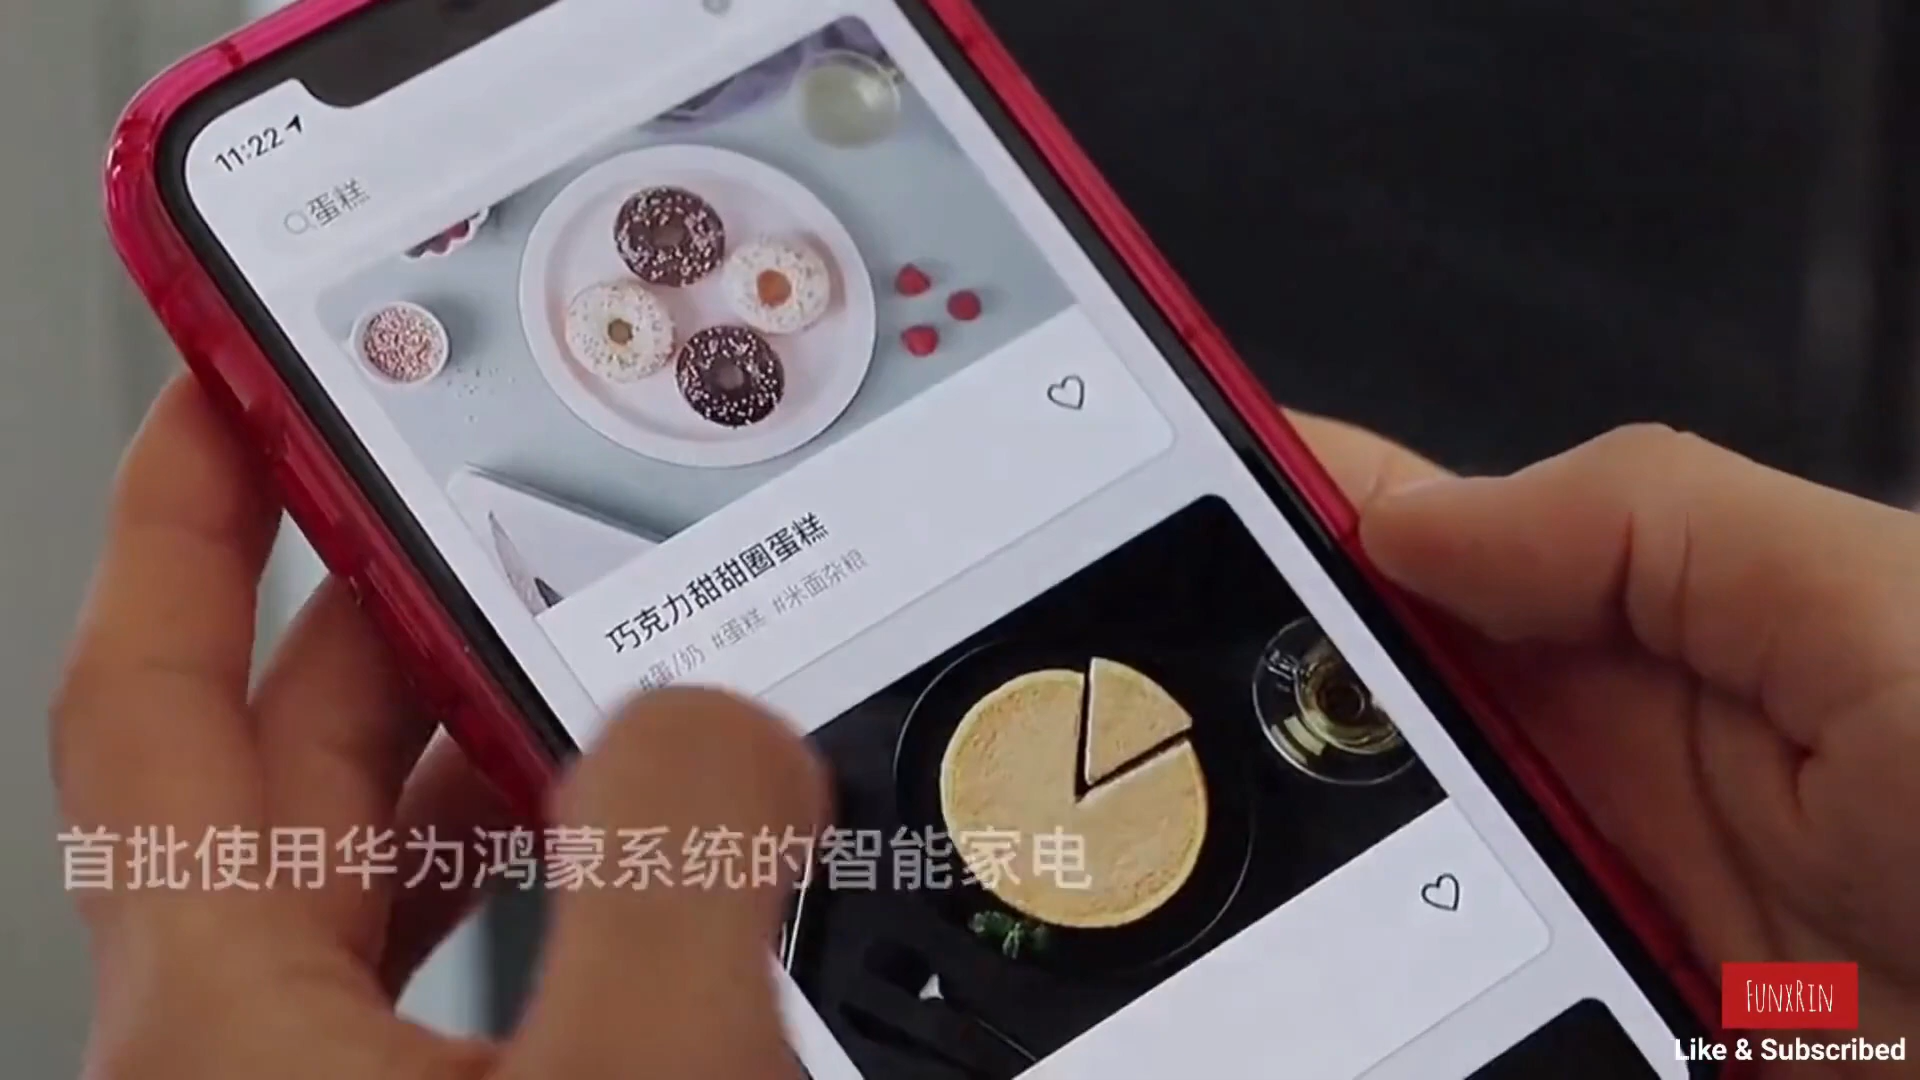 11:22
蛋糕
巧克力甜甜圈蛋糕
#蛋/奶 #蛋糕 #米面杂粮
首批使用华为鸿蒙系统的智能家电
FUNXRIN
Like & Subscribed